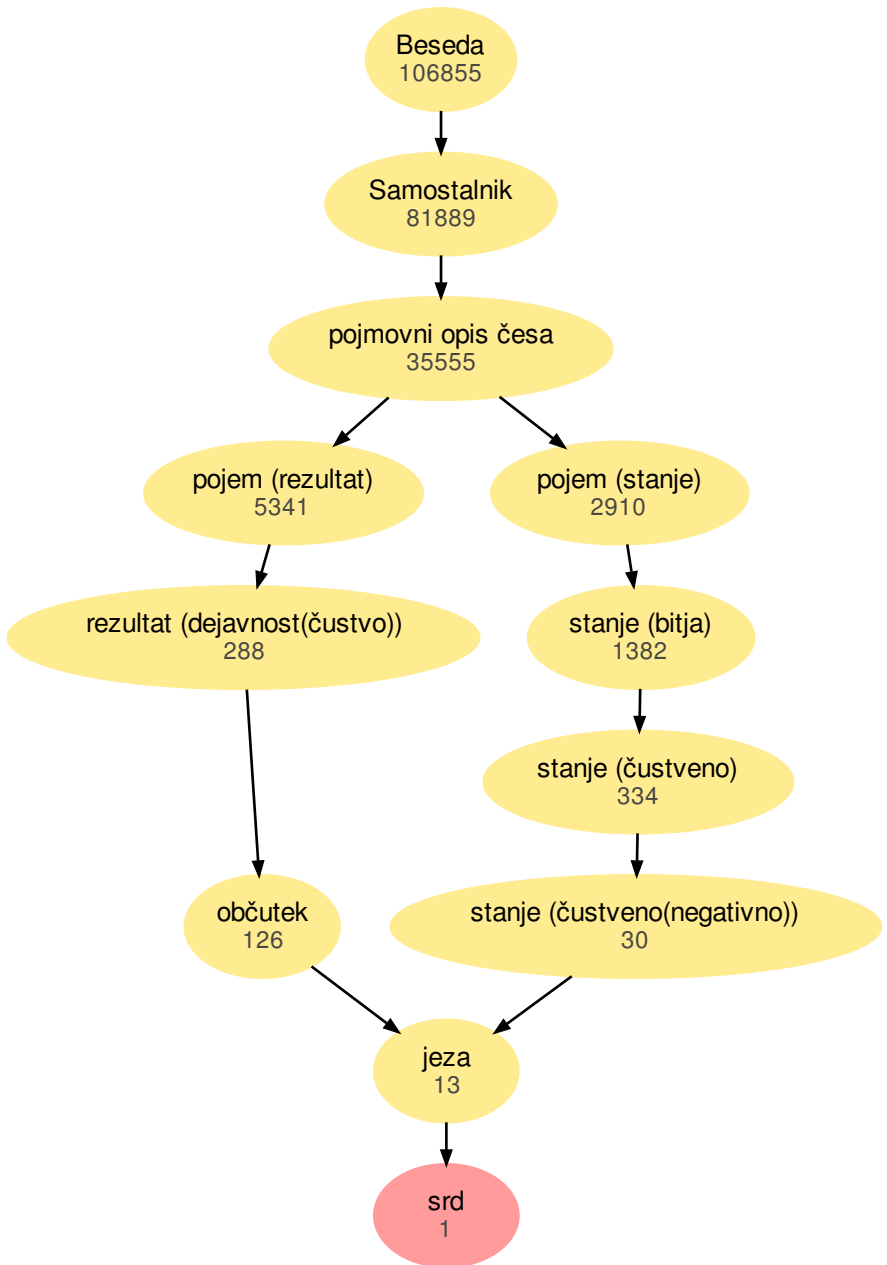 Beseda
106855
Samostalnik
81889
pojmovni opis česa
35555
pojem (rezultat)
5341
pojem (stanje)
2910
rezultat (dejavnost(čustvo))
288
stanje (bitja)
1382
stanje (čustveno)
334
občutek
126
stanje (čustveno(negativno))
30
jeza
13
srd
1